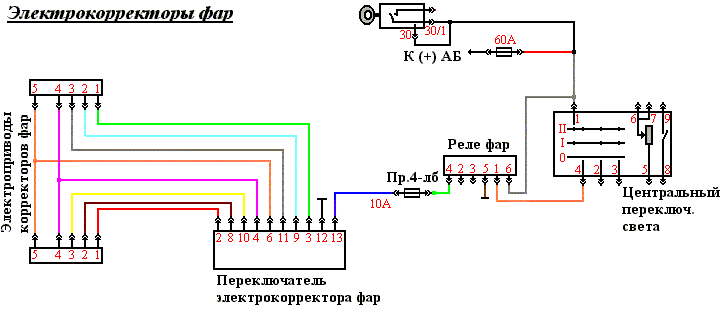 Электрокорректоры фар
30 30/1
К (+) АБ
60А
5 4 3 2 1
Электроприводы
корректоров фар
5 4 3 2 1
2 8 10 4 6 11 9 3 12 13
Переключатель
электрокорректора фар
10А
Пр.4-лб
Реле фар
4 2 3 5 1 6
1 6 7 9
II
I
0
4 2 3 5 8
Центральный
переключ.
света